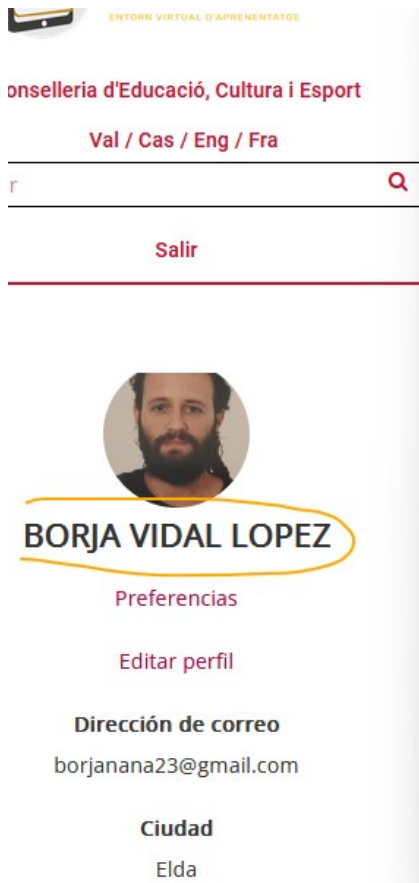 ENTORN VIRTUAL D'APRENENTATGE
onselleria d'Educació, Cultura i Esport
Val / Cas / Eng / Fra
r
Salir
BORJA VIDAL LOPEZ
Preferencias
Editar perfil
Dirección de correo
borjanana23@gmail.com
Ciudad
Elda